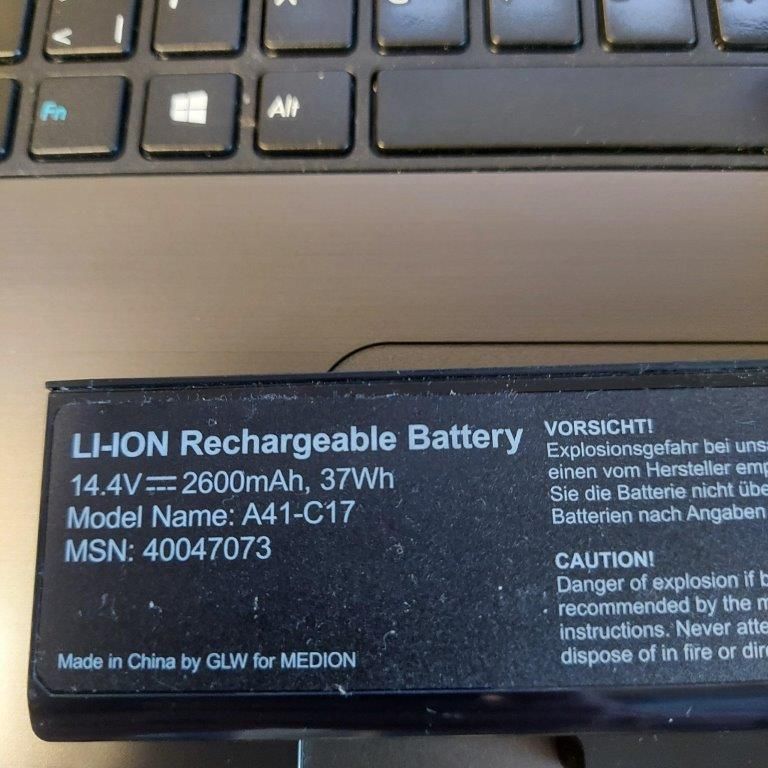 < |
Fn
Alt
LI-ION Rechargeable Battery
14.4V 2600mAh, 37Wh
Model Name: A41-C17
MSN: 40047073
Made in China by GLW for MEDION
VORSICHT!
Explosionsgefahr bei uns
einen vom Hersteller emp
Sie die Batterie nicht übe
Batterien nach Angaben
CAUTION!
Danger of explosion if b
recommended by the m
instructions. Never atte
dispose of in fire or dire